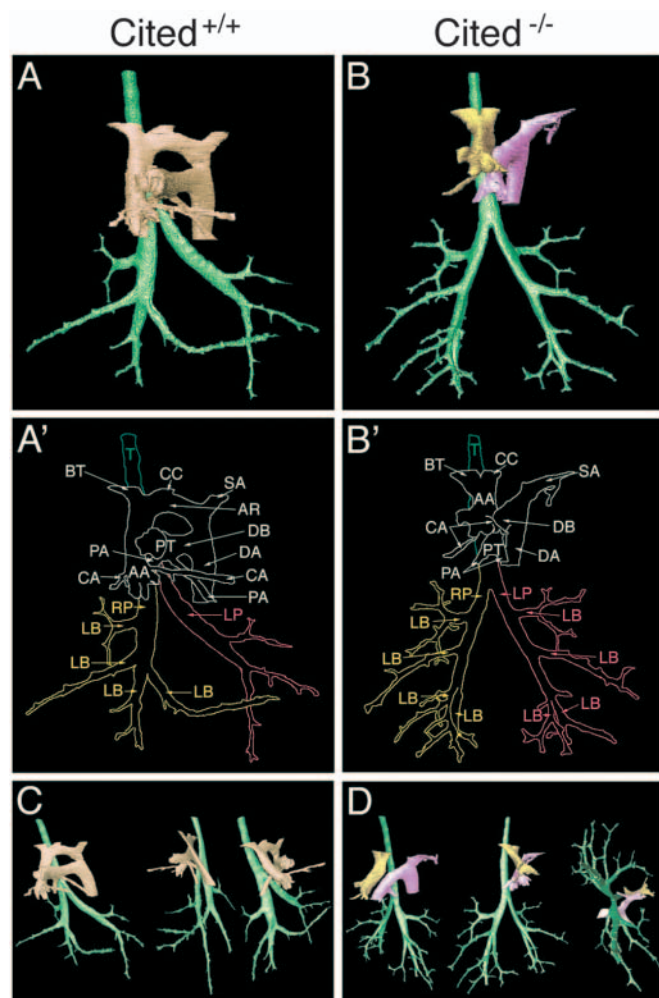 Cited+/+ Cited-/-
A B
A' B'
T
BT CC SA
AR
DB
PT
PA DA
CA AA CA
PA
RP LP
LB
LB
LB LB
T
BT CC
AA SA
CA DB
PT
PA DA
RP LP
LB LB
LB LB
LB LB
LB LB
C D